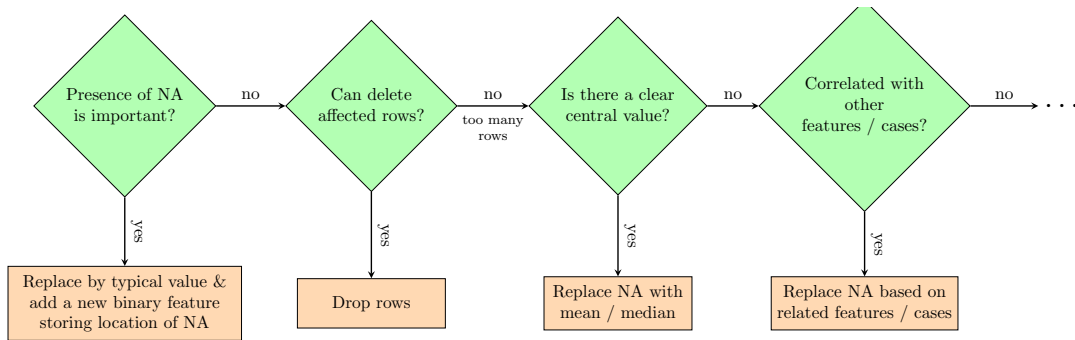 Presence of NA
is important?
no
Can delete
affected rows?
no
too many
rows
Is there a clear
central value?
no
Correlated with
other
features / cases?
no
...
yes
yes
yes
yes
Replace by typical value &
add a new binary feature
storing location of NA
Drop rows
Replace NA with
mean / median
Replace NA based on
related features / cases